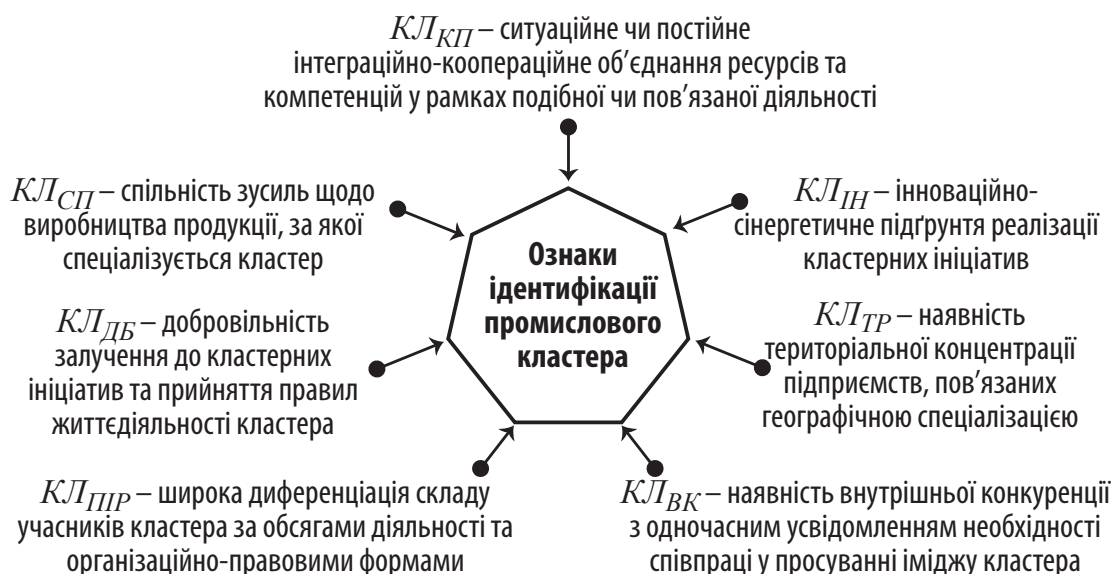 КЛ_КП – ситуаційне чи постійне
інтеграційно-коопераційне об’єднання ресурсів та
компетенцій у рамках подібної чи пов’язаної діяльності
КЛ_СП – спільність зусиль щодо
виробництва продукції, за якої
спеціалізується кластер
КЛ_ІН – інноваційно-
сінергетичне підґрунтя реалізації
кластерних ініціатив
Ознаки
ідентифікації
промислового
кластера
КЛ_ДБ – добровільність
залучення до кластерних
ініціатив та прийняття правил
життєдіяльності кластера
КЛ_ТР – наявність
територіальної концентрації
підприємств, пов’язаних
географічною спеціалізацією
КЛ_ПІР – широка диференціація складу
учасників кластера за обсягами діяльності та
організаційно-правовими формами
КЛ_ВК – наявність внутрішньої конкуренції
з одночасним усвідомленням необхідності
співпраці у просуванні іміджу кластера